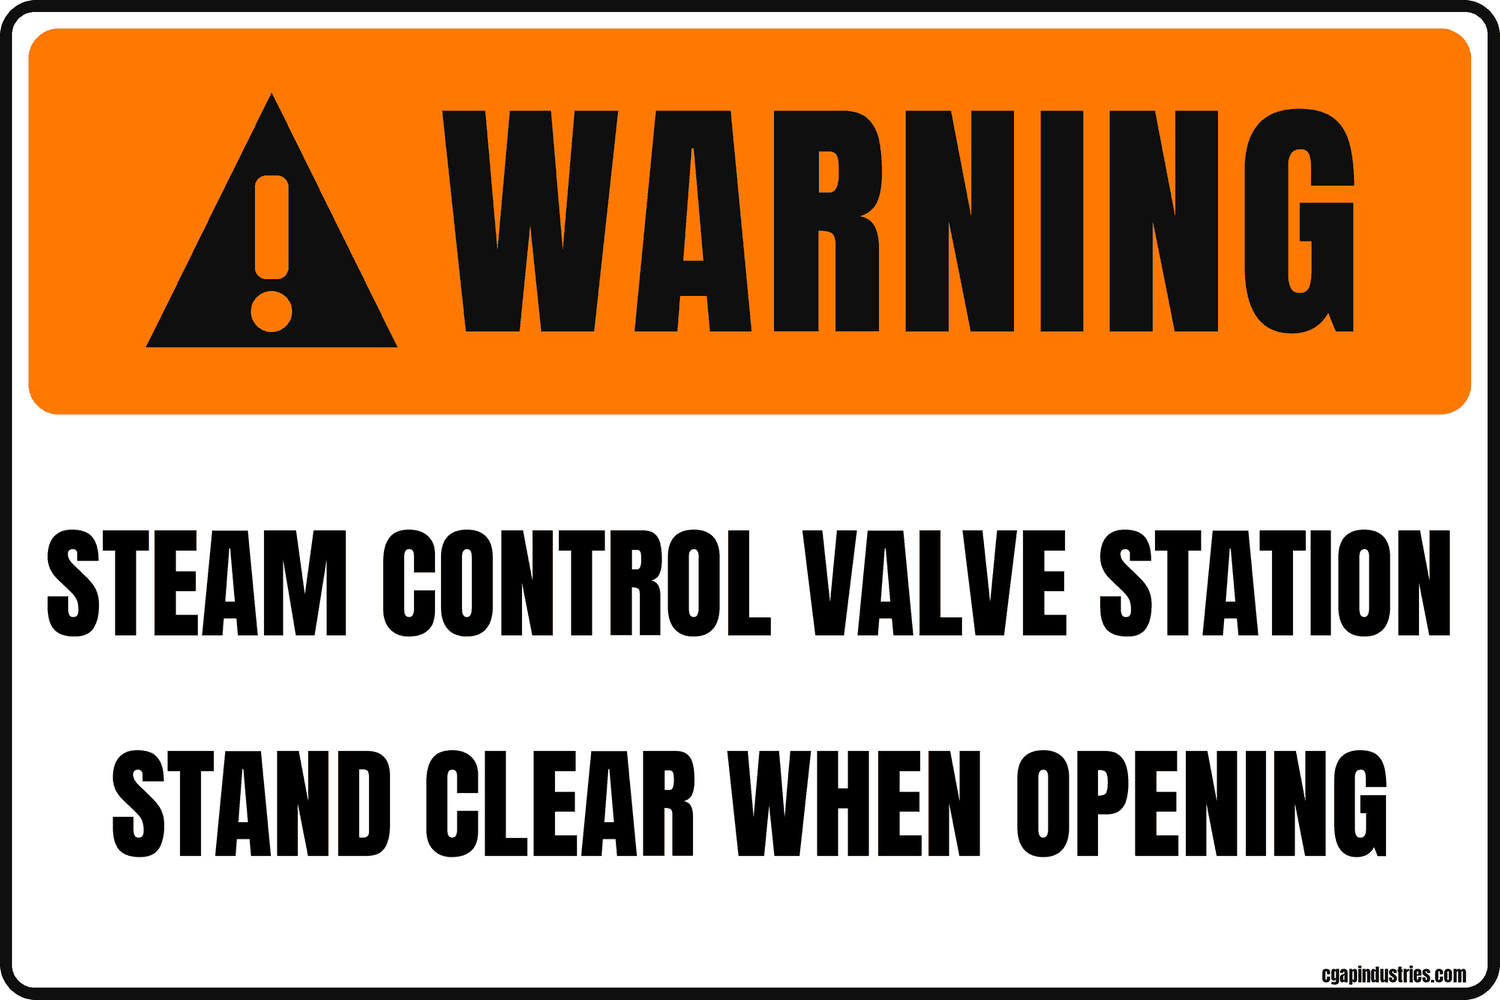 WARNING
STEAM CONTROL VALVE STATION
STAND CLEAR WHEN OPENING
cgapindustries.com